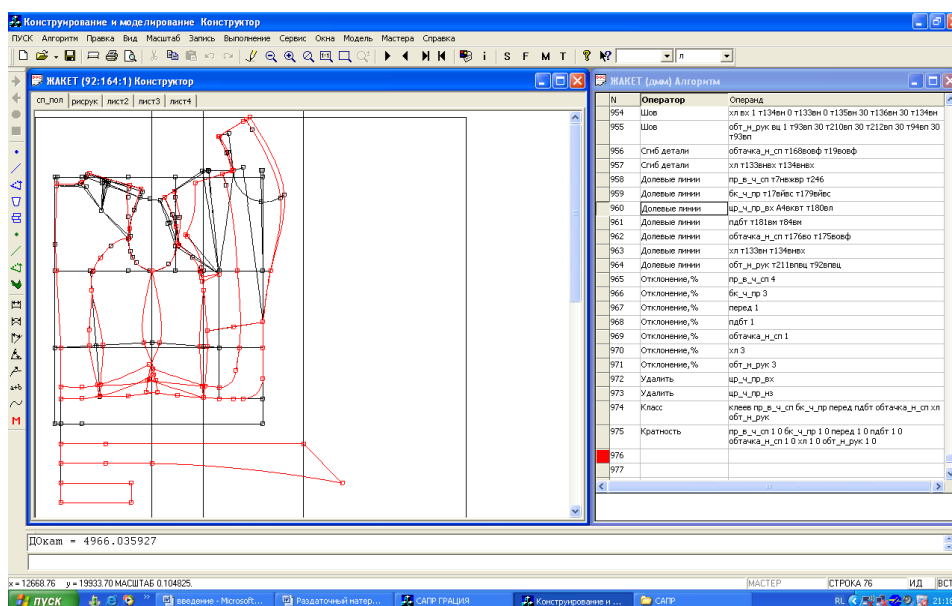 Конструирование и моделирование Конструктор
ПУСК Алгоритм Правка Вид Масштаб Запись Выполнение Сервис Окна Модель Мастера Справка
S F M T л
ЖАКЕТ (92:164:1) Конструктор
сп_пол рисрук лист2 лист3 лист4
ЖАКЕТ (дмм) Алгоритм
N Оператор Операнд
954 Шов хл вх 1 т134вн 0 т133вн 0 т135вн 30 т136вн 30 т134вн
955 Шов обт_н_рук вц 1 т93вп 30 т210вп 30 т212вп 30 т94вп 30
т93вп
956 Сгиб детали обтачка_н_сп т168вовф т19вовф
957 Сгиб детали хл т133внвх т134внвх
958 Долевые линии пр_в_ч_сп т7нвжвр т246
959 Долевые линии бк_ч_пр т17вйвс т179вйвс
960 Долевые линии цр_ч_пр_вх А4вквт т180вл
961 Долевые линии пдбт т181вм т84вм
962 Долевые линии обтачка_н_сп т176во т175вовф
963 Долевые линии хл т133вн т134внвх
964 Долевые линии обт_н_рук т211впвц т92впвц
965 Отклонение,% пр_в_ч_сп 4
966 Отклонение,% бк_ч_пр 3
967 Отклонение,% перед 1
968 Отклонение,% пдбт 1
969 Отклонение,% обтачка_н_сп 1
970 Отклонение,% хл 3
971 Отклонение,% обт_н_рук 3
972 Удалить цр_ч_пр_вх
973 Удалить цр_ч_пр_нз
974 Класс клеев пр_в_ч_сп бк_ч_пр перед пдбт обтачка_н_сп хл
обт_н_рук
975 Кратность пр_в_ч_сп 1 0 бк_ч_пр 1 0 перед 1 0 пдбт 1 0
обтачка_н_сп 1 0 хл 1 0 обт_н_рук 1 0
976
977
a+b
M
ДОкат = 4966.035927
x = 12668.76 y = 19933.70 МАСШТАБ 0.104825. МАСТЕР СТРОКА 76 ИД ВСТ
пуск введение - Microsoft... Раздаточный матер... САПР ГРАЦИЯ Конструирование и ... САПР RL